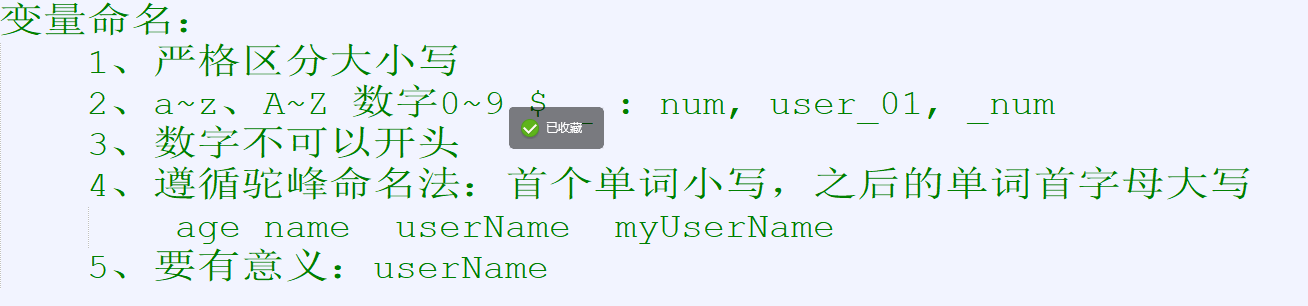 变量命名:
1、严格区分大小写
2、a~z、A~Z 数字0~9 $ _ : num, user_01, _num
已收藏
3、数字不可以开头
4、遵循驼峰命名法: 首个单词小写, 之后的单词首字母大写
age name userName myUserName
5、要有意义: userName